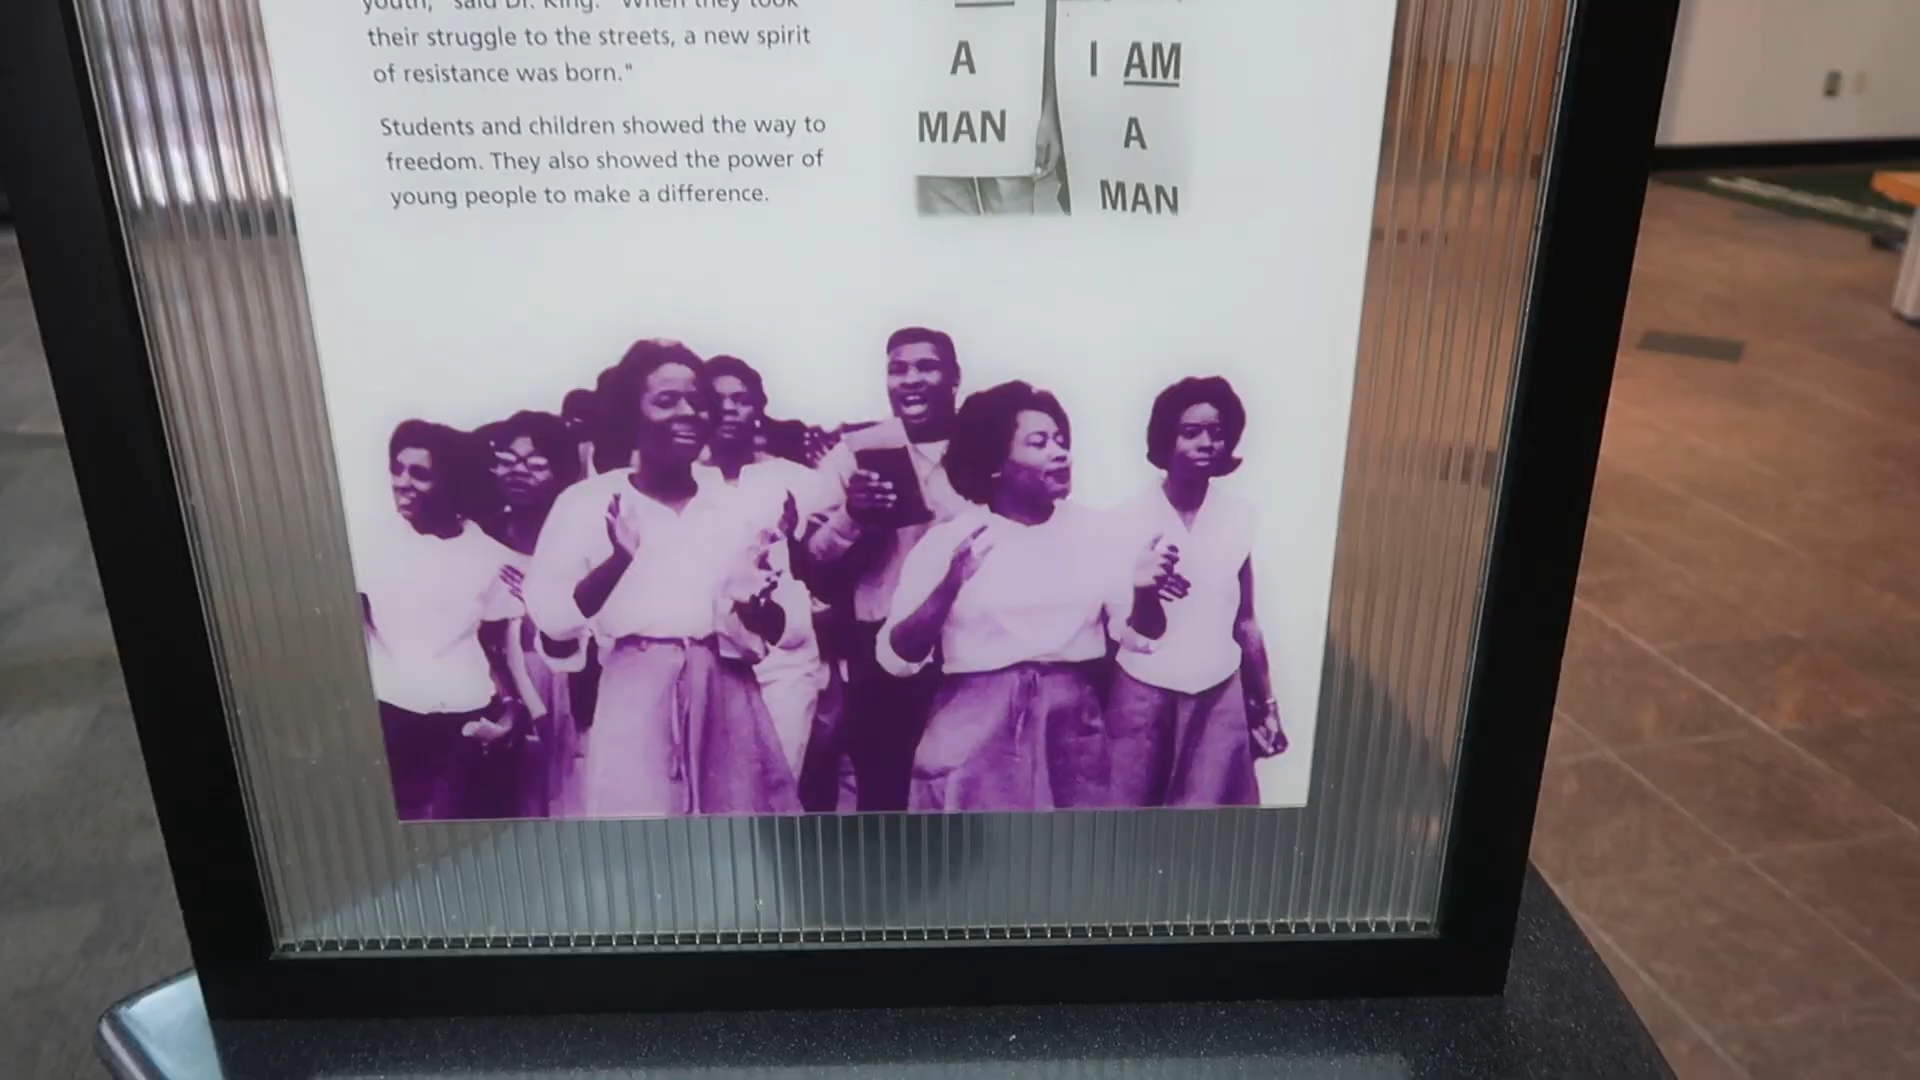 youth," said Dr. King. "When they took
their struggle to the streets, a new spirit
of resistance was born."
Students and children showed the way to
freedom. They also showed the power of
young people to make a difference.
A
MAN
I AM
A
MAN